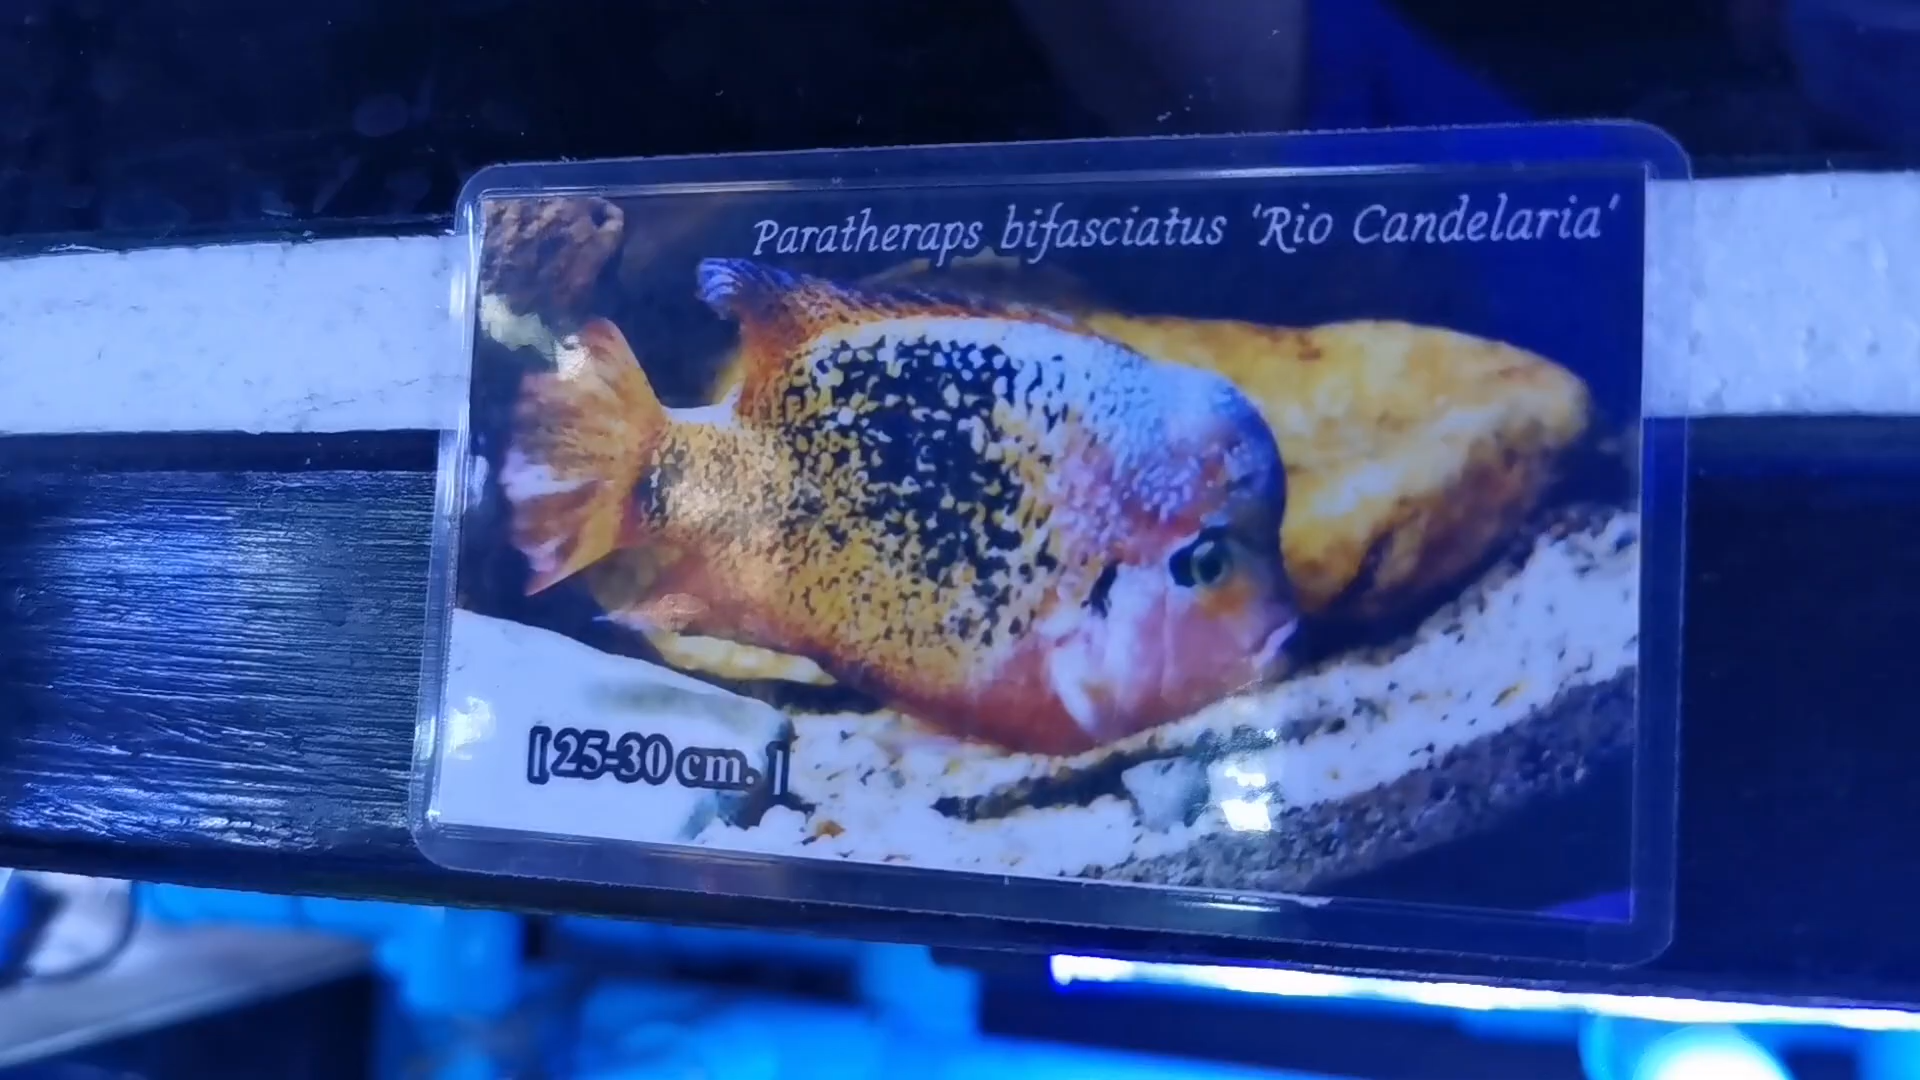 Paratheraps bifasciatus 'Rio Candelaria'
[ 25-30 cm. ]